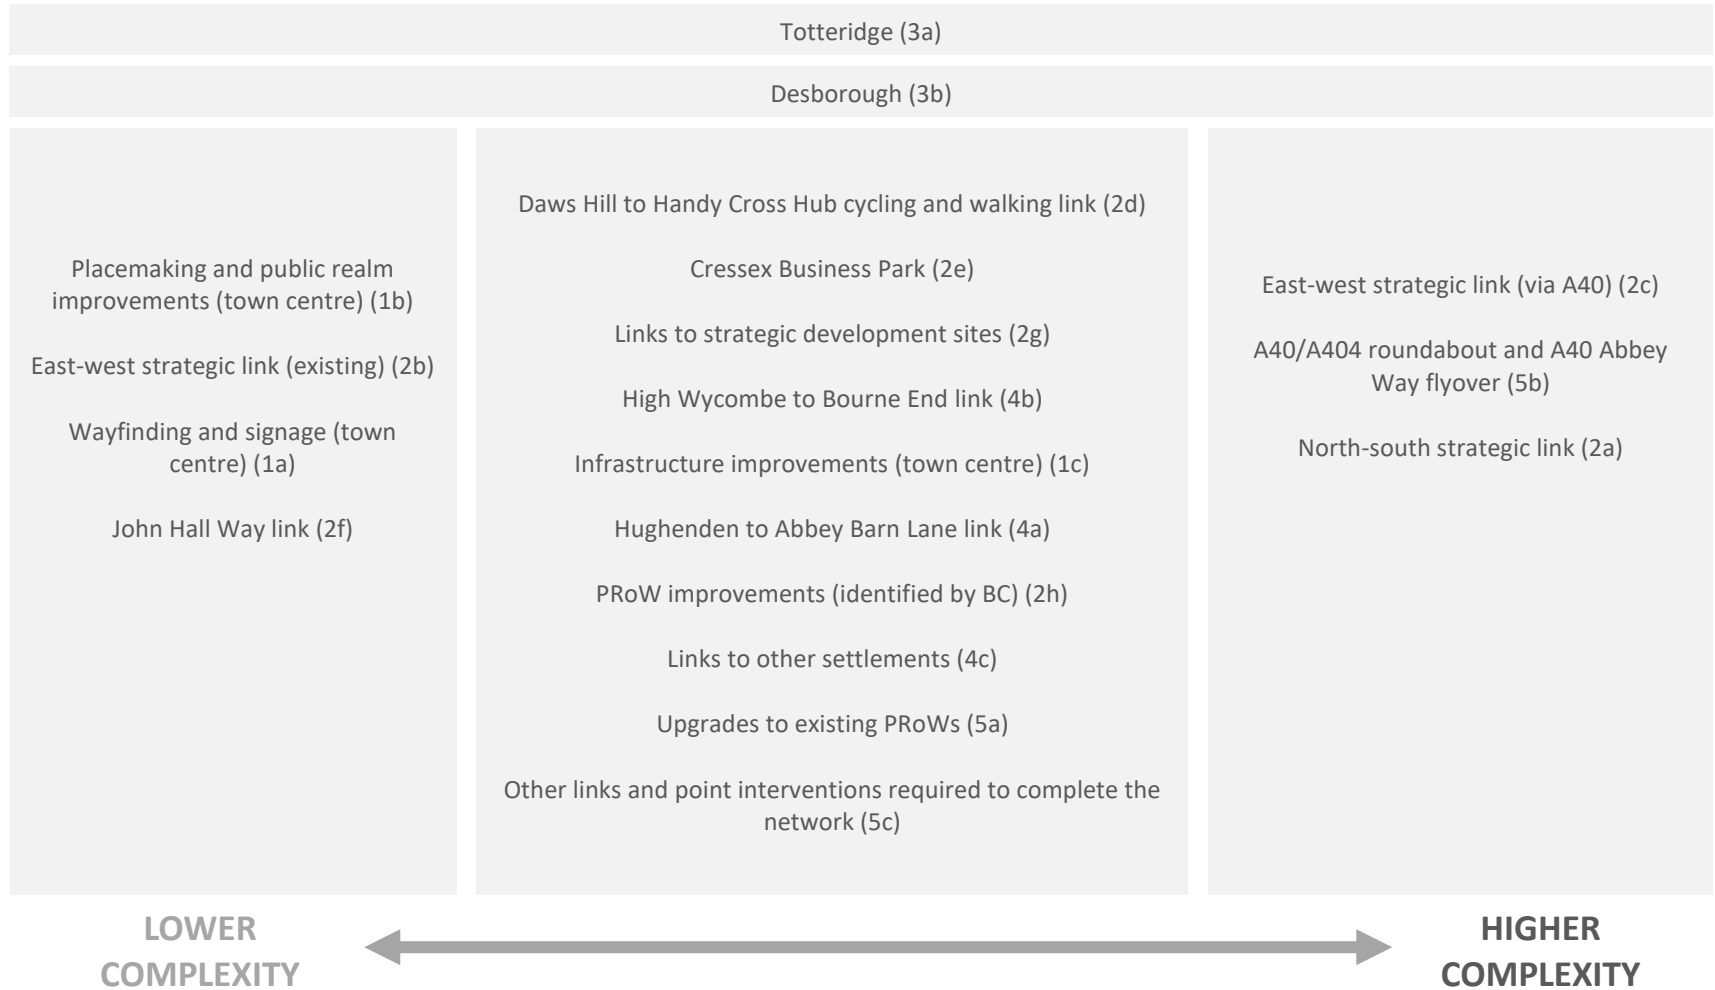 Totteridge (3a)
Desborough (3b)
Placemaking and public realm
improvements (town centre) (1b)
East-west strategic link (existing) (2b)
Wayfinding and signage (town
centre) (1a)
John Hall Way link (2f)
Daws Hill to Handy Cross Hub cycling and walking link (2d)
Cressex Business Park (2e)
Links to strategic development sites (2g)
High Wycombe to Bourne End link (4b)
Infrastructure improvements (town centre) (1c)
Hughenden to Abbey Barn Lane link (4a)
PRoW improvements (identified by BC) (2h)
Links to other settlements (4c)
Upgrades to existing PRoWs (5a)
Other links and point interventions required to complete the
network (5c)
East-west strategic link (via A40) (2c)
A40/A404 roundabout and A40 Abbey
Way flyover (5b)
North-south strategic link (2a)
LOWER
COMPLEXITY
HIGHER
COMPLEXITY